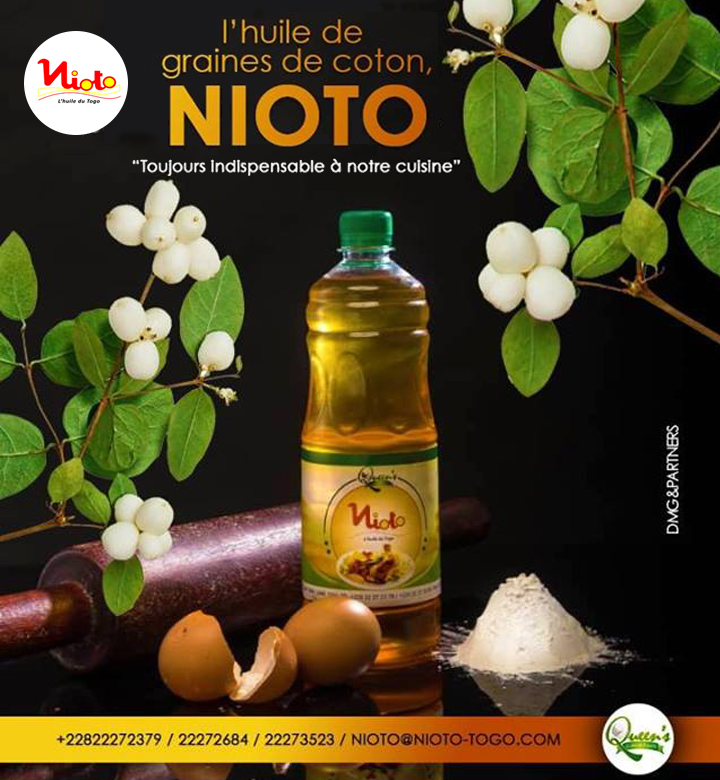 l'huile de
graines de coton,
NIOTO
"Toujours indispensable à notre cuisine"
Nioto
L'huile du Togo
Queen's
Nioto
L'huile du Togo
DMG&PARTNERS
+22822272379 / 22272684 / 22273523 / NIOTO@NIOTO-TOGO.COM
Queen's